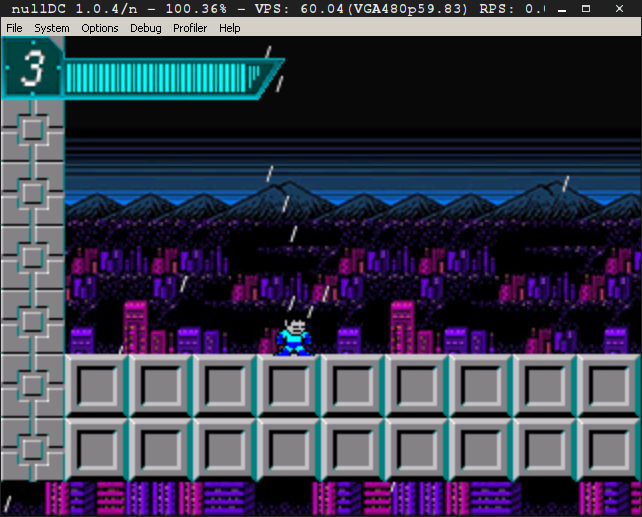 nullDC 1.0.4/n - 100.36% - VPS: 60.04(VGA480p59.83) RPS: 0.
File System Options Debug Profiler Help
3